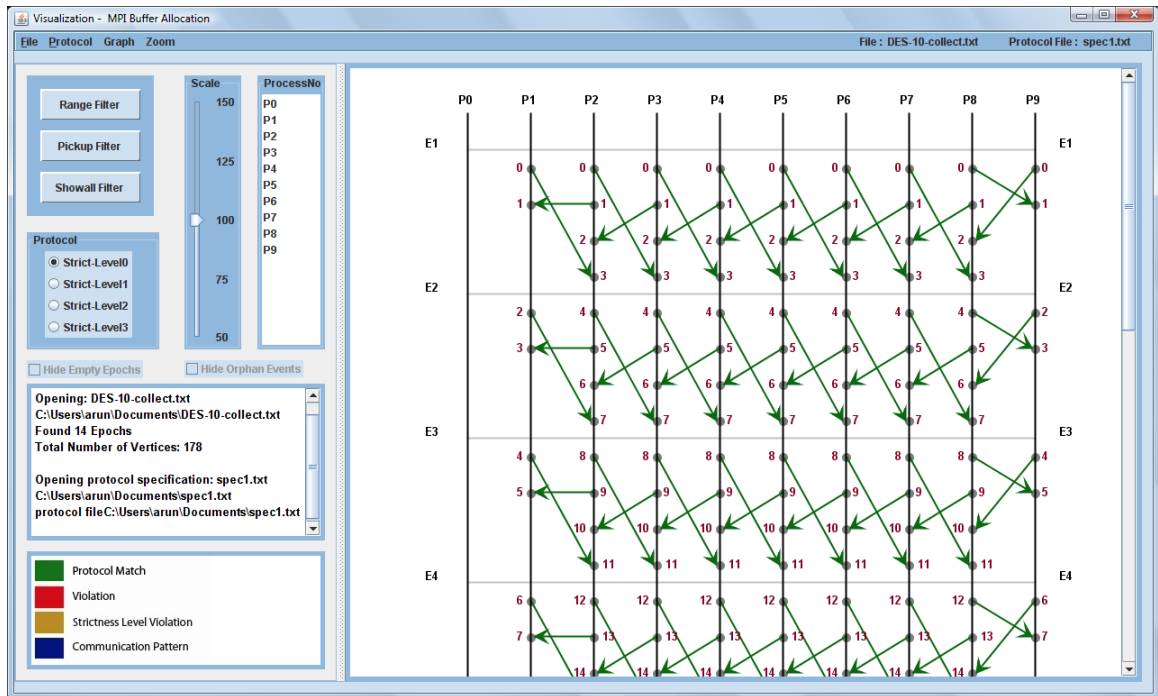 Visualization - MPI Buffer Allocation
File Protocol Graph Zoom
File : DES-10-collect.txt Protocol File : spec1.txt
Range Filter
Pickup Filter
Showall Filter
Scale
150
125
100
75
50
ProcessNo
P0
P1
P2
P3
P4
P5
P6
P7
P8
P9
Protocol
Strict-Level0
Strict-Level1
Strict-Level2
Strict-Level3
Hide Empty Epochs
Hide Orphan Events
Opening: DES-10-collect.txt
C:\Users\arun\Documents\DES-10-collect.txt
Found 14 Epochs
Total Number of Vertices: 178
Opening protocol specification: spec1.txt
C:\Users\arun\Documents\spec1.txt
protocol fileC:\Users\arun\Documents\spec1.txt
Protocol Match
Violation
Strictness Level Violation
Communication Pattern
P0 P1 P2 P3 P4 P5 P6 P7 P8 P9
E1 E1
0 0 0 0 0 0 0 0 0
1 1 1 1 1 1 1 1 1
2 2 2 2 2 2 2
3 3 3 3 3 3 3
E2 E2
2 4 4 4 4 4 4 4 2
3 5 5 5 5 5 5 5 3
6 6 6 6 6 6 6
7 7 7 7 7 7 7
E3 E3
4 8 8 8 8 8 8 8 4
5 9 9 9 9 9 9 9 5
10 10 10 10 10 10 10
11 11 11 11 11 11 11
E4 E4
6 12 12 12 12 12 12 12 6
7 13 13 13 13 13 13 13 7
14 14 14 14 14 14 14